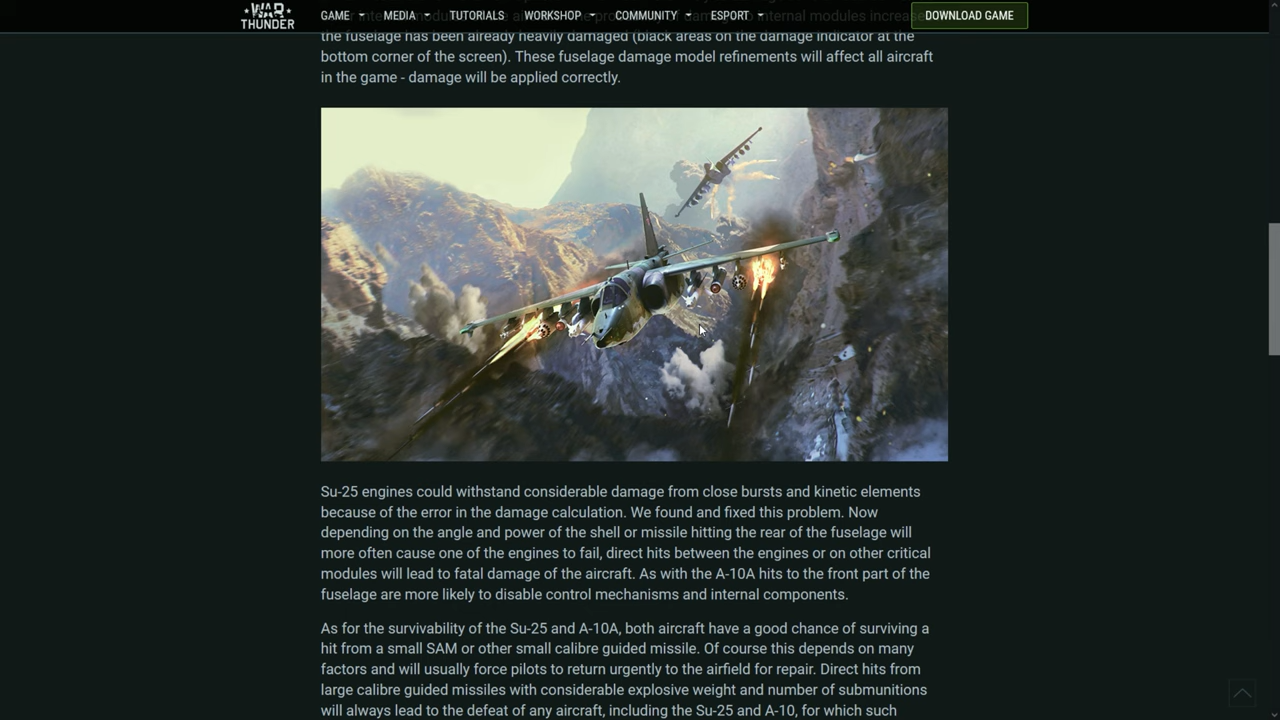 WAR
THUNDER
GAME
MEDIA
TUTORIALS
WORKSHOP
COMMUNITY
ESPORT
DOWNLOAD GAME
the fuselage has been already heavily damaged (black areas on the damage indicator at the
bottom corner of the screen). These fuselage damage model refinements will affect all aircraft
in the game - damage will be applied correctly.
Su-25 engines could withstand considerable damage from close bursts and kinetic elements
because of the error in the damage calculation. We found and fixed this problem. Now
depending on the angle and power of the shell or missile hitting the rear of the fuselage will
more often cause one of the engines to fail, direct hits between the engines or on other critical
modules will lead to fatal damage of the aircraft. As with the A-10A hits to the front part of the
fuselage are more likely to disable control mechanisms and internal components.
As for the survivability of the Su-25 and A-10A, both aircraft have a good chance of surviving a
hit from a small SAM or other small calibre guided missile. Of course this depends on many
factors and will usually force pilots to return urgently to the airfield for repair. Direct hits from
large calibre guided missiles with considerable explosive weight and number of submunitions
will always lead to the defeat of any aircraft, including the Su-25 and A-10, for which such